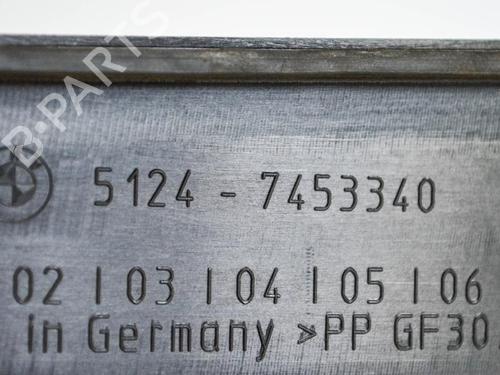 B-PARTS
5124 - 7453340
02 | 03 | 04 | 05 | 06
in Germany >PP GF30